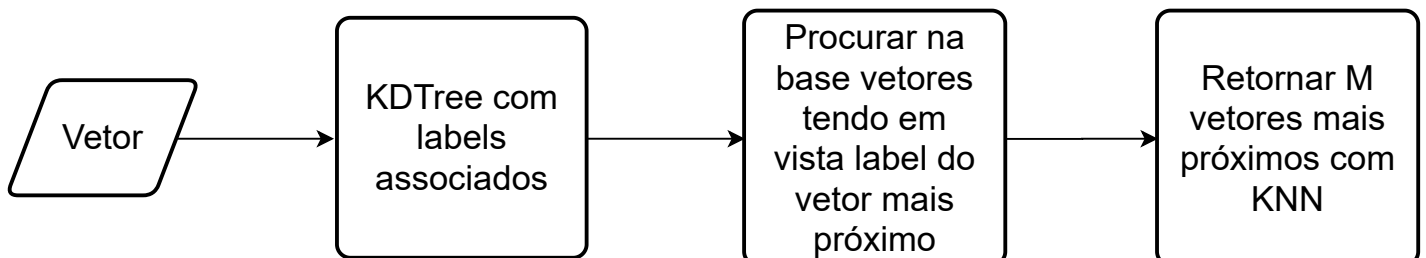 Vetor
KDTree com
labels
associados
Procurar na
base vetores
tendo em
vista label do
vetor mais
próximo
Retornar M
vetores mais
próximos com
KNN